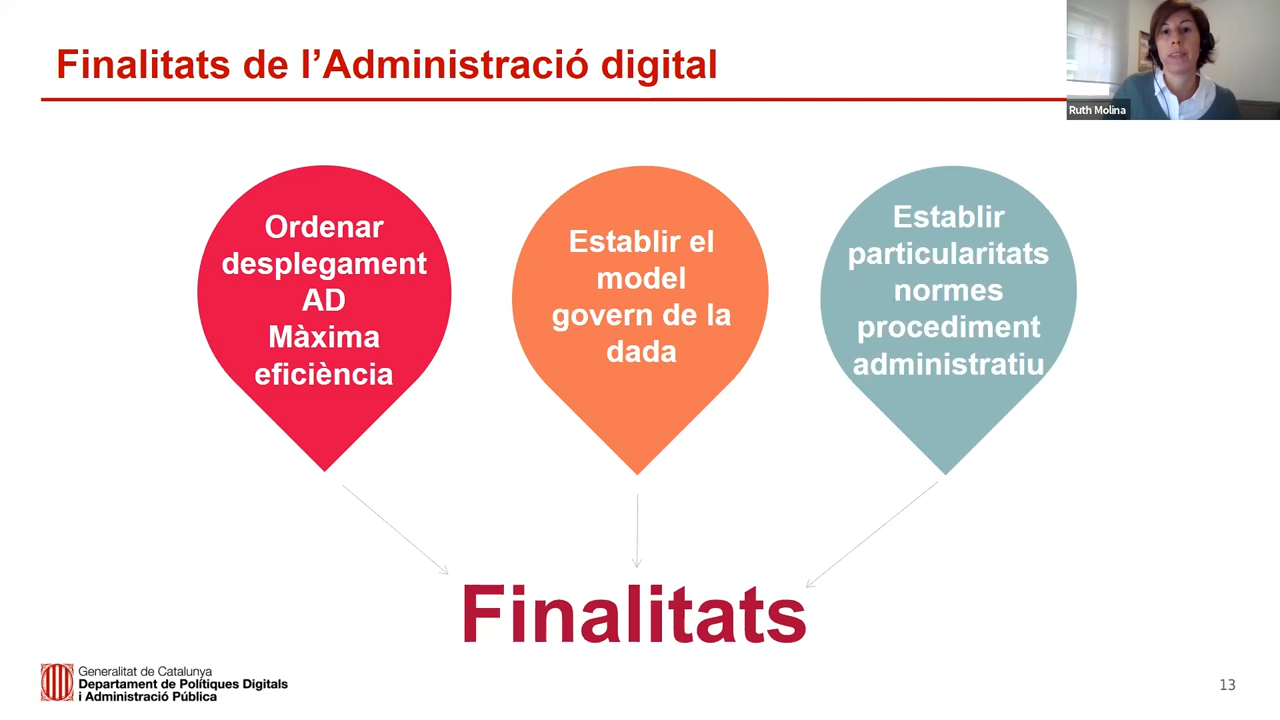 Finalitats de l’Administració digital
Ruth Molina
Ordenar
desplegament
AD
Màxima
eficiència
Establir el
model
govern de la
dada
Establir
particularitats
normes
procediment
administratiu
Finalitats
Generalitat de Catalunya
Departament de Polítiques Digitals
i Administració Pública
13